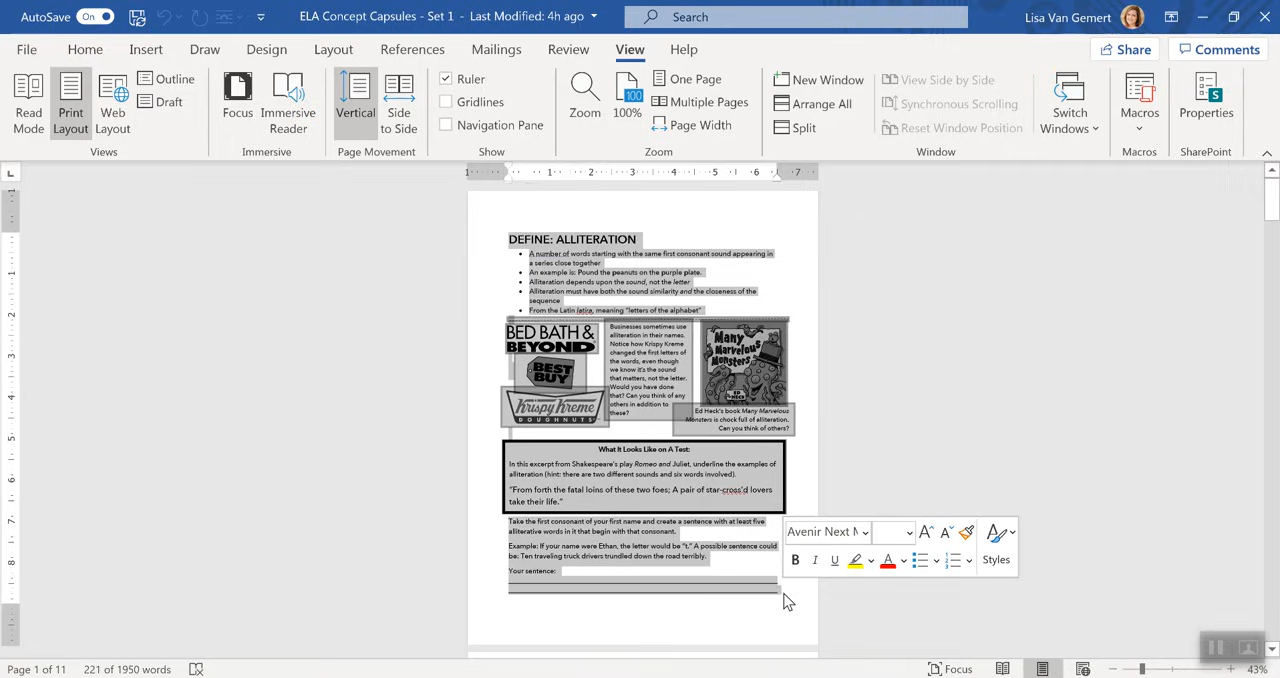 AutoSave On ELA Concept Capsules - Set 1 - Last Modified: 4h ago Search Lisa Van Gemert
File Home Insert Draw Design Layout References Mailings Review View Help Share Comments
Read Mode
Print Layout
Web Layout
Outline
Draft
Views
Focus
Immersive Reader
Immersive
Vertical
Side to Side
Page Movement
Ruler
Gridlines
Navigation Pane
Show
Zoom
100
100%
One Page
Multiple Pages
Page Width
Zoom
New Window
Arrange All
Split
View Side by Side
Synchronous Scrolling
Reset Window Position
Switch Windows
Window
Macros
Macros
Properties
SharePoint
1 1 2 3 4 5 6 7
DEFINE: ALLITERATION
• A number of words starting with the same first consonant sound appearing in
a series close together
• An example is: Pound the peanuts on the purple plate.
• Alliteration depends upon the sound, not the letter
• Alliteration must have both the sound similarity and the closeness of the
sequence
• From the Latin latira, meaning "letters of the alphabet"
BED BATH &
BEYOND
BEST
BUY
Krispy Kreme
DOUGHNUTS
Businesses sometimes use
alliteration in their names.
Notice how Krispy Kreme
changed the first letters of
the words, even though
we know it's the sound
that matters, not the letter.
Would you have done
that? Can you think of any
others in addition to
these?
Many
Marvelous
Monsters
ED HECK
Ed Heck's book Many Marvelous
Monsters is chock full of alliteration.
Can you think of others?
What It Looks Like on A Test:
In this excerpt from Shakespeare's play Romeo and Juliet, underline the examples of
alliteration (hint: there are two different sounds and six words involved).
"From forth the fatal loins of these two foes; A pair of star-cross'd lovers
take their life."
Take the first consonant of your first name and create a sentence with at least five
alliterative words in it that begin with that consonant.
Example: If your name were Ethan, the letter would be "t." A possible sentence could
be: Ten traveling truck drivers trundled down the road terribly.
Your sentence:
Avenir Next
B I U A Styles
Page 1 of 11 221 of 1950 words Focus 43%